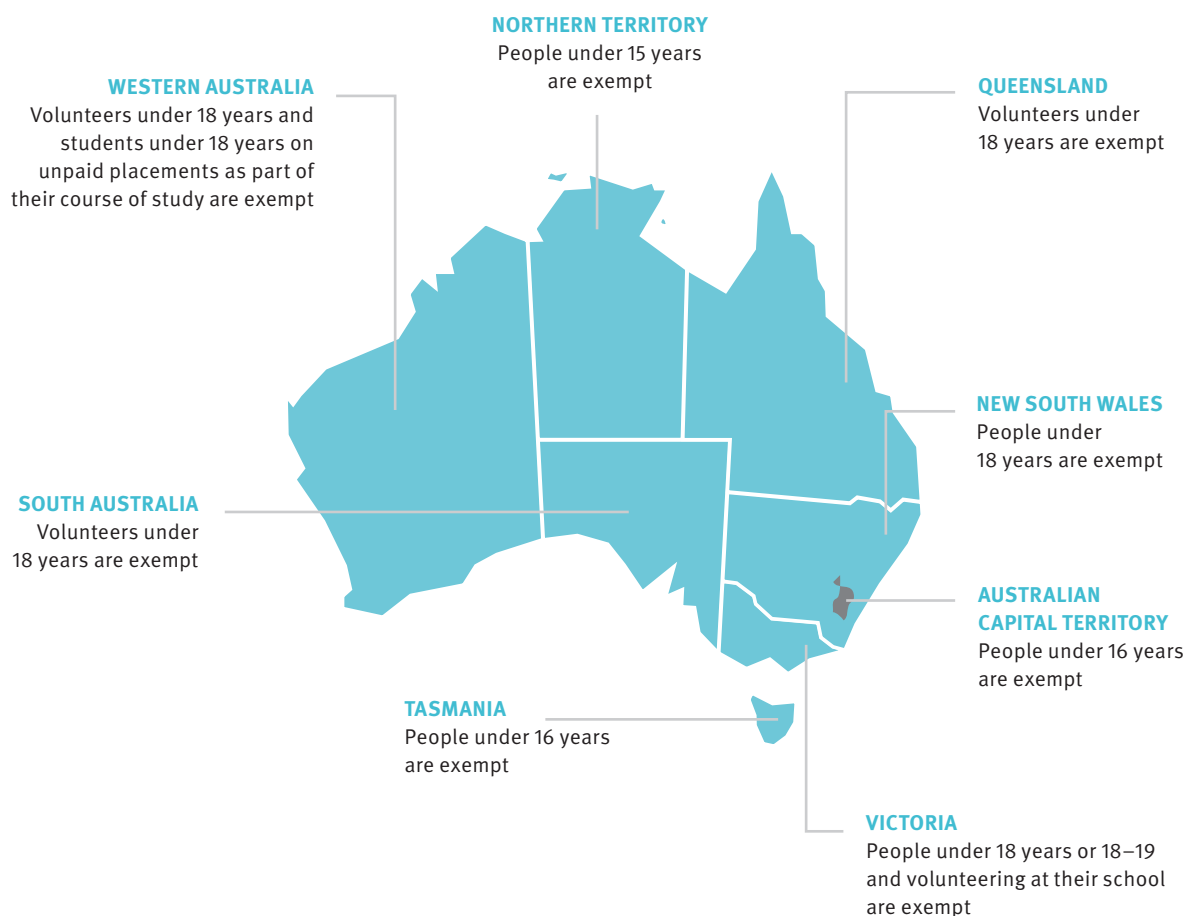 NORTHERN TERRITORY
People under 15 years
are exempt
WESTERN AUSTRALIA
Volunteers under 18 years and
students under 18 years on
unpaid placements as part of
their course of study are exempt
QUEENSLAND
Volunteers under
18 years are exempt
NEW SOUTH WALES
People under
18 years are exempt
SOUTH AUSTRALIA
Volunteers under
18 years are exempt
AUSTRALIAN
CAPITAL TERRITORY
People under 16 years
are exempt
TASMANIA
People under 16 years
are exempt
VICTORIA
People under 18 years or 18–19
and volunteering at their school
are exempt